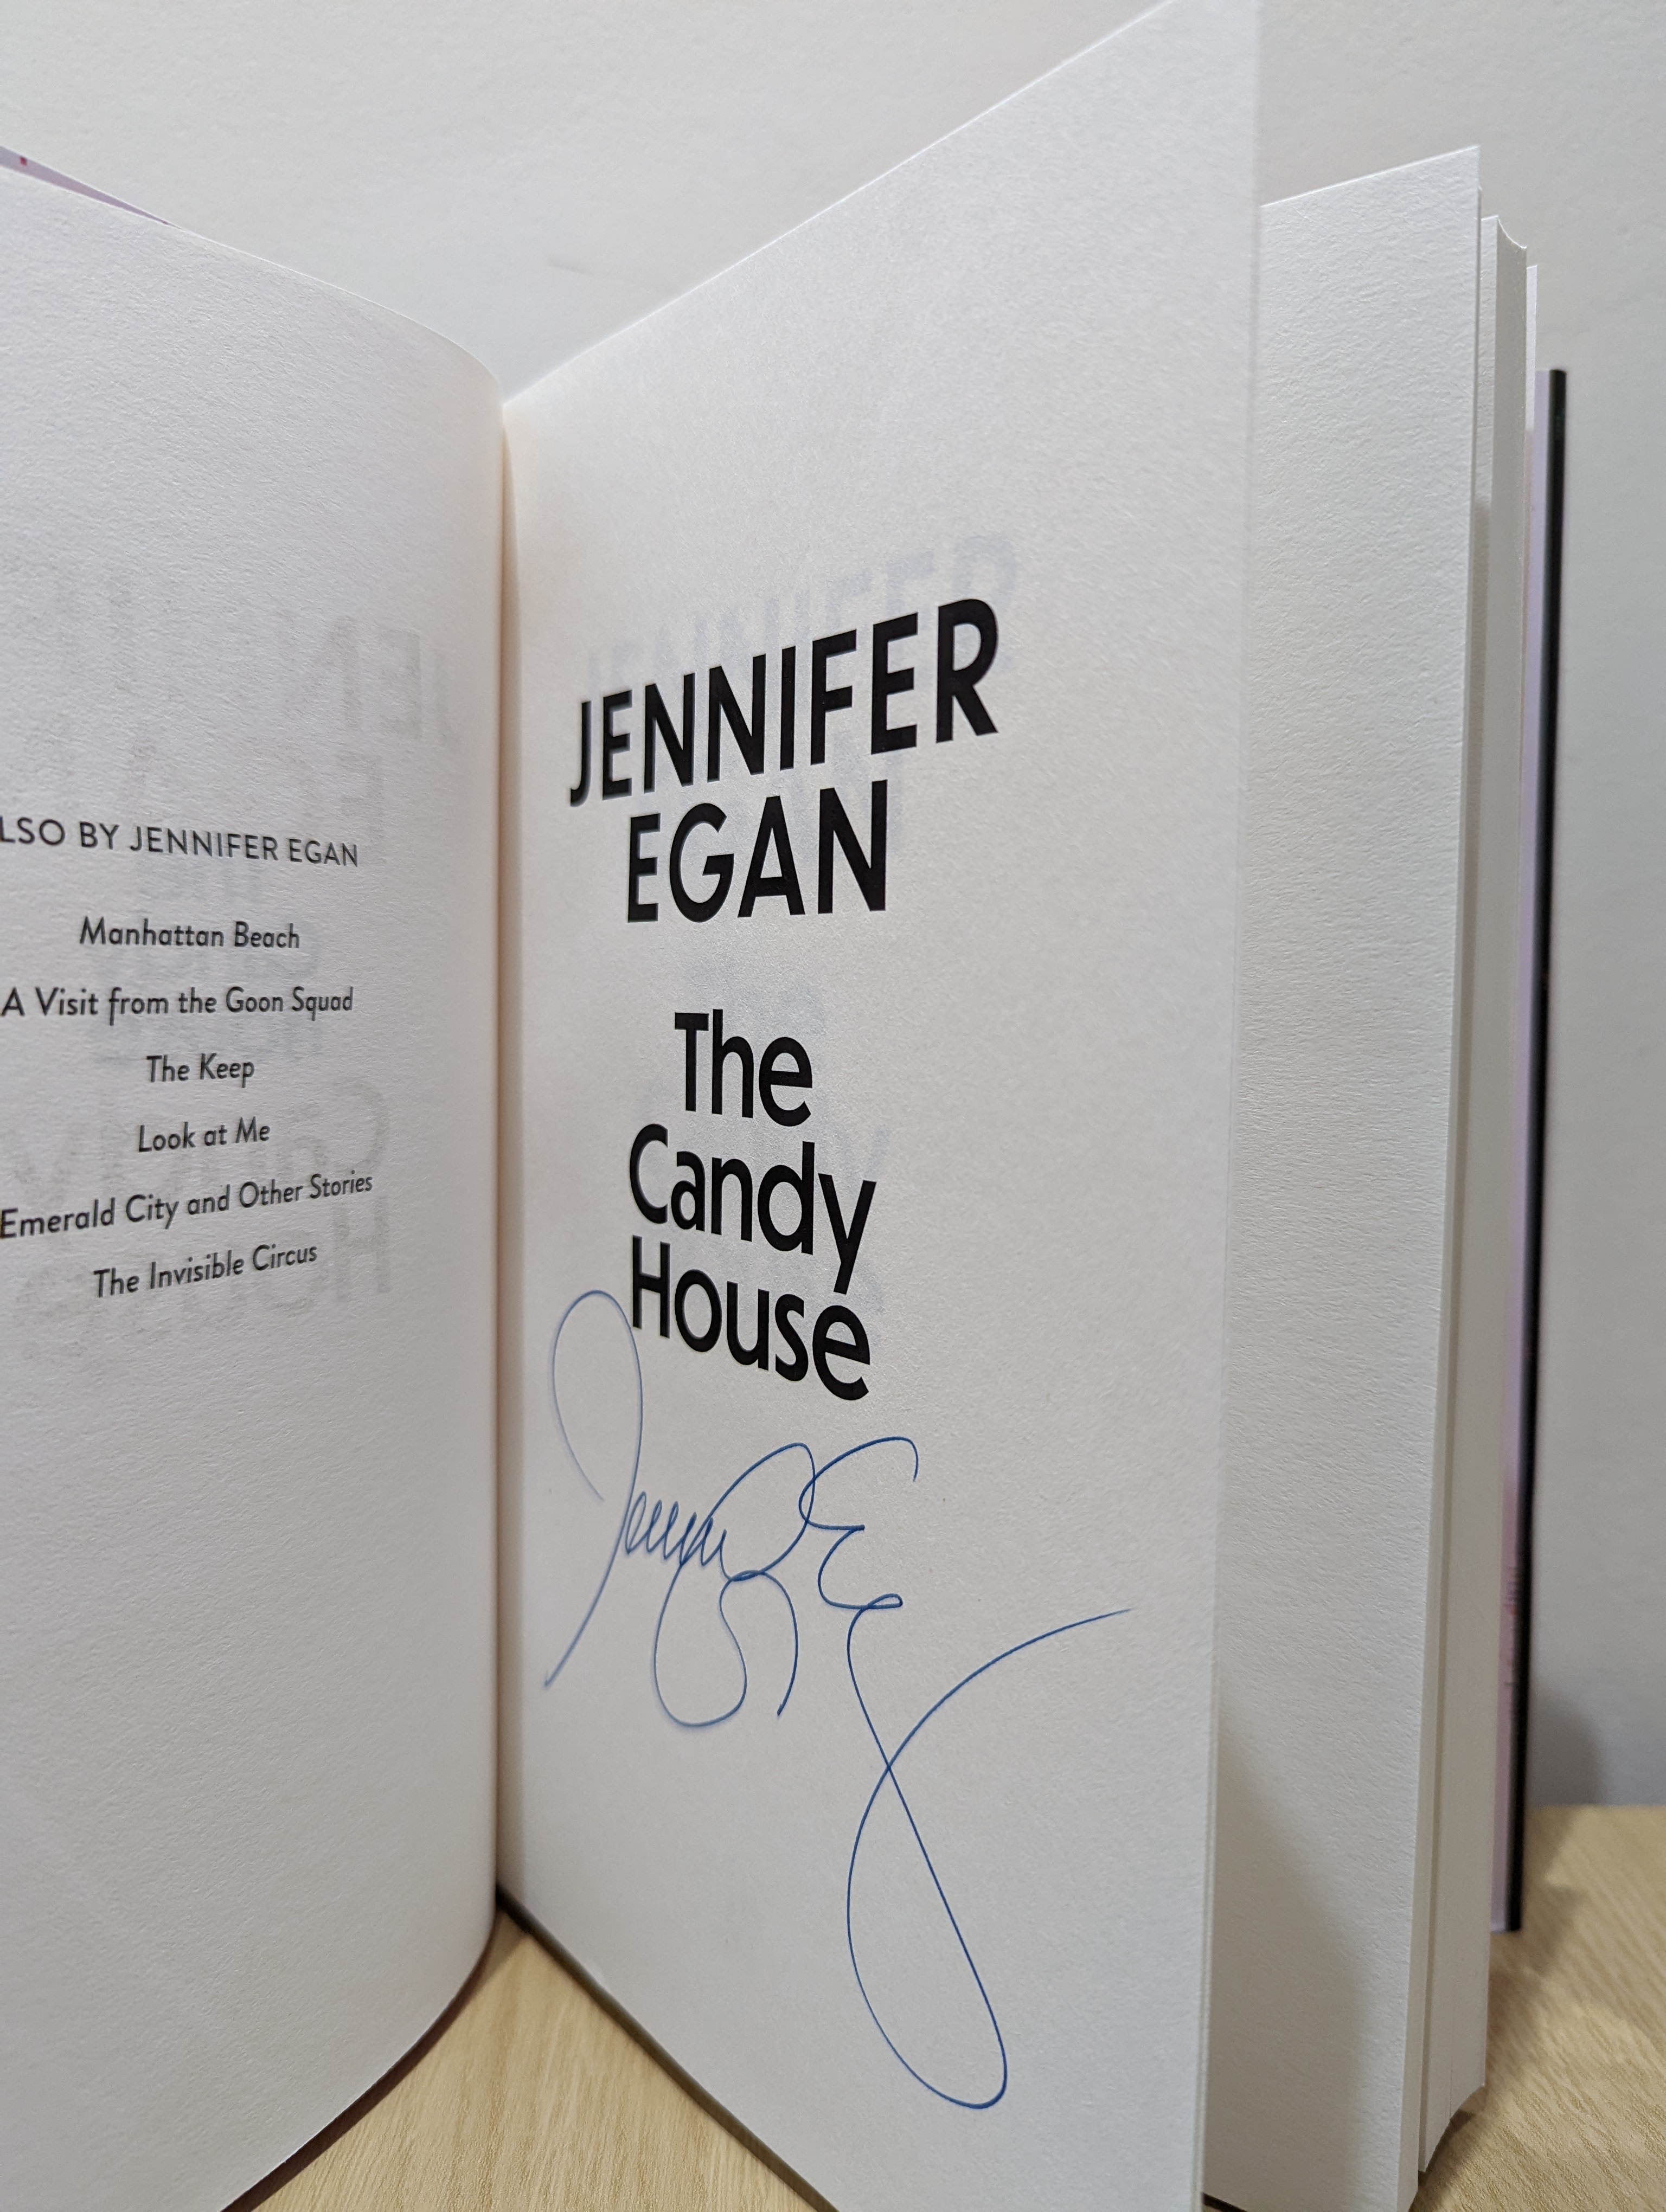 LSO BY JENNIFER EGAN
Manhattan Beach
A Visit from the Goon Squad
The Keep
Look at Me
Emerald City and Other Stories
The Invisible Circus
JENNIFER
EGAN
The
Candy
House